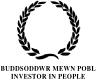 BUDDSODDWR MEWN POBL
INVESTOR IN PEOPLE